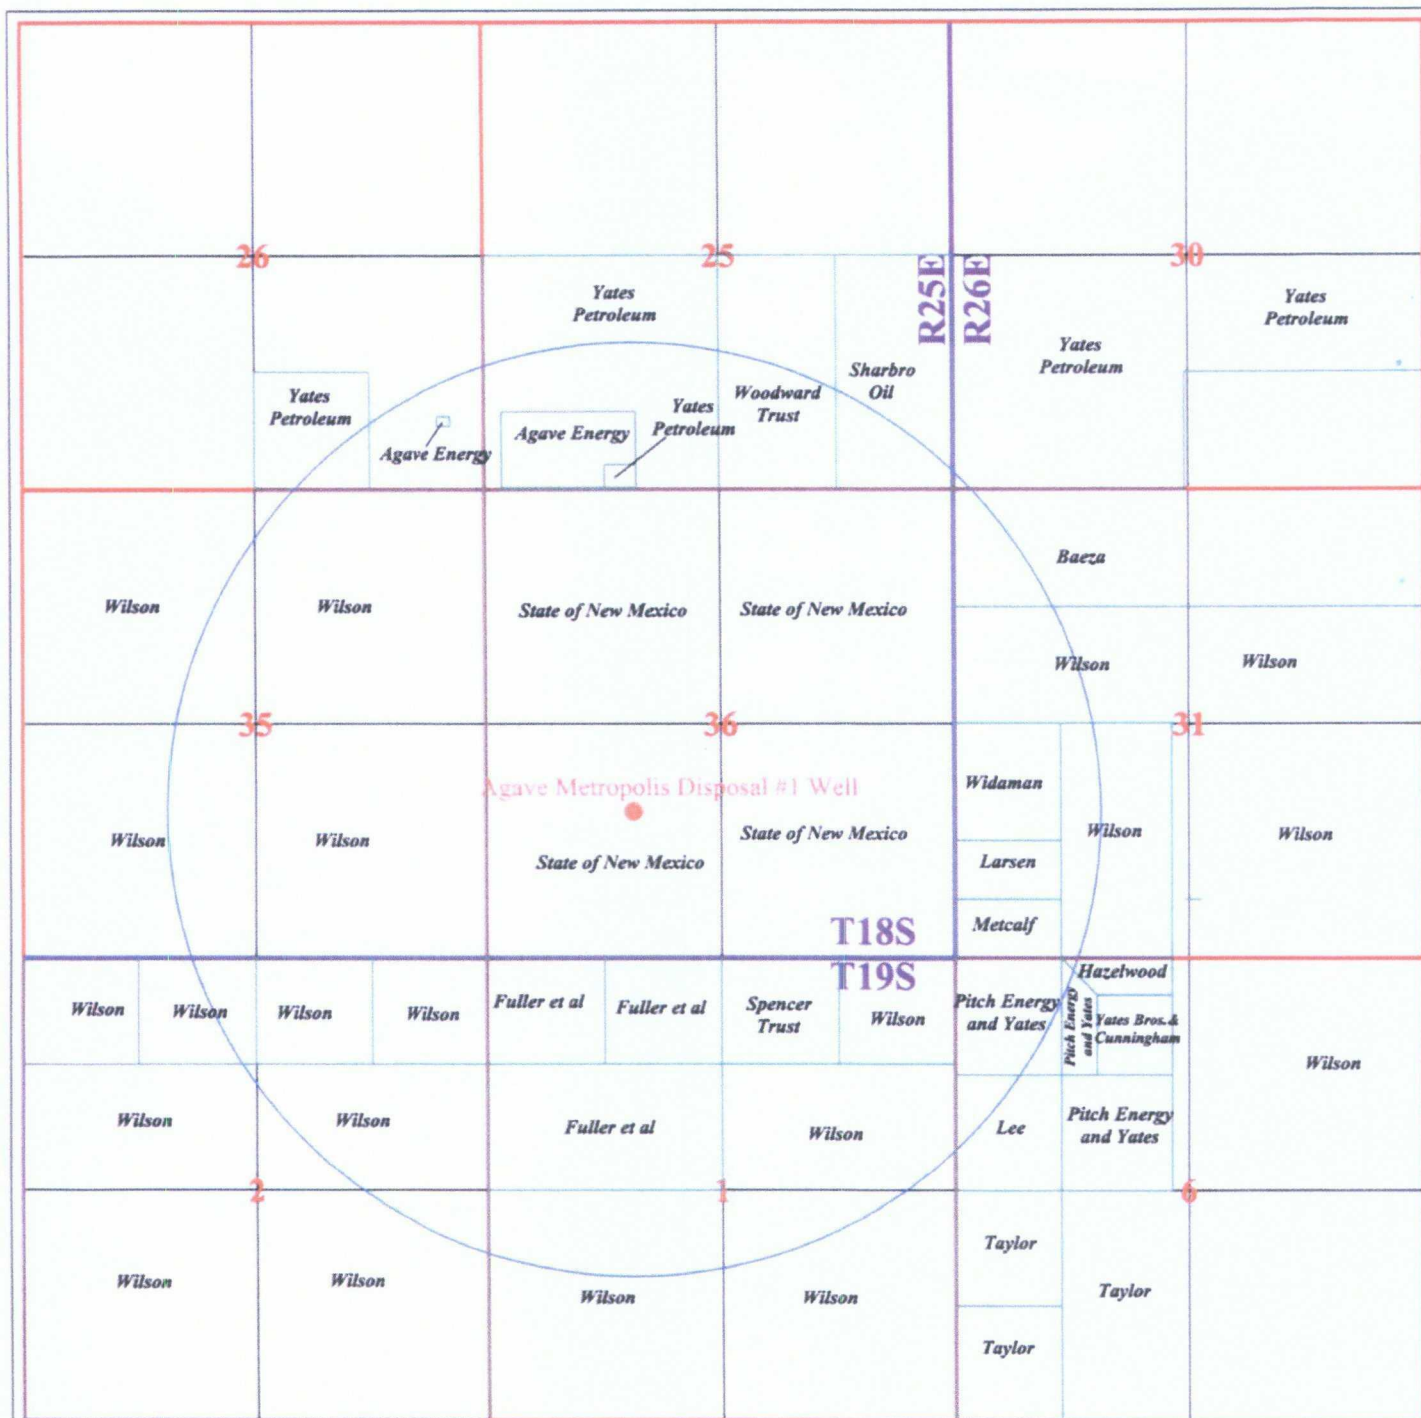 26
25
30
R25E
R26E
Yates
Petroleum
Yates
Petroleum
Yates
Petroleum
Yates
Petroleum
Agave Energy
Agave Energy
Yates
Petroleum
Woodward
Trust
Sharbro
Oil
Baeza
Wilson
Wilson
State of New Mexico
State of New Mexico
Wilson
Wilson
35
36
31
Agave Metropolis Disposal #1 Well
Widaman
Wilson
Wilson
State of New Mexico
Wilson
Wilson
State of New Mexico
Larsen
Metcalf
T18S
T19S
Hazelwood
Wilson
Wilson
Wilson
Wilson
Fuller et al
Fuller et al
Spencer
Trust
Wilson
Pitch Energy
and Yates
Pitch Energy
and Yates
Yates Bros. &
Cunningham
Wilson
Wilson
Wilson
Fuller et al
Wilson
Lee
Pitch Energy
and Yates
2
1
6
Taylor
Wilson
Wilson
Wilson
Wilson
Taylor
Taylor